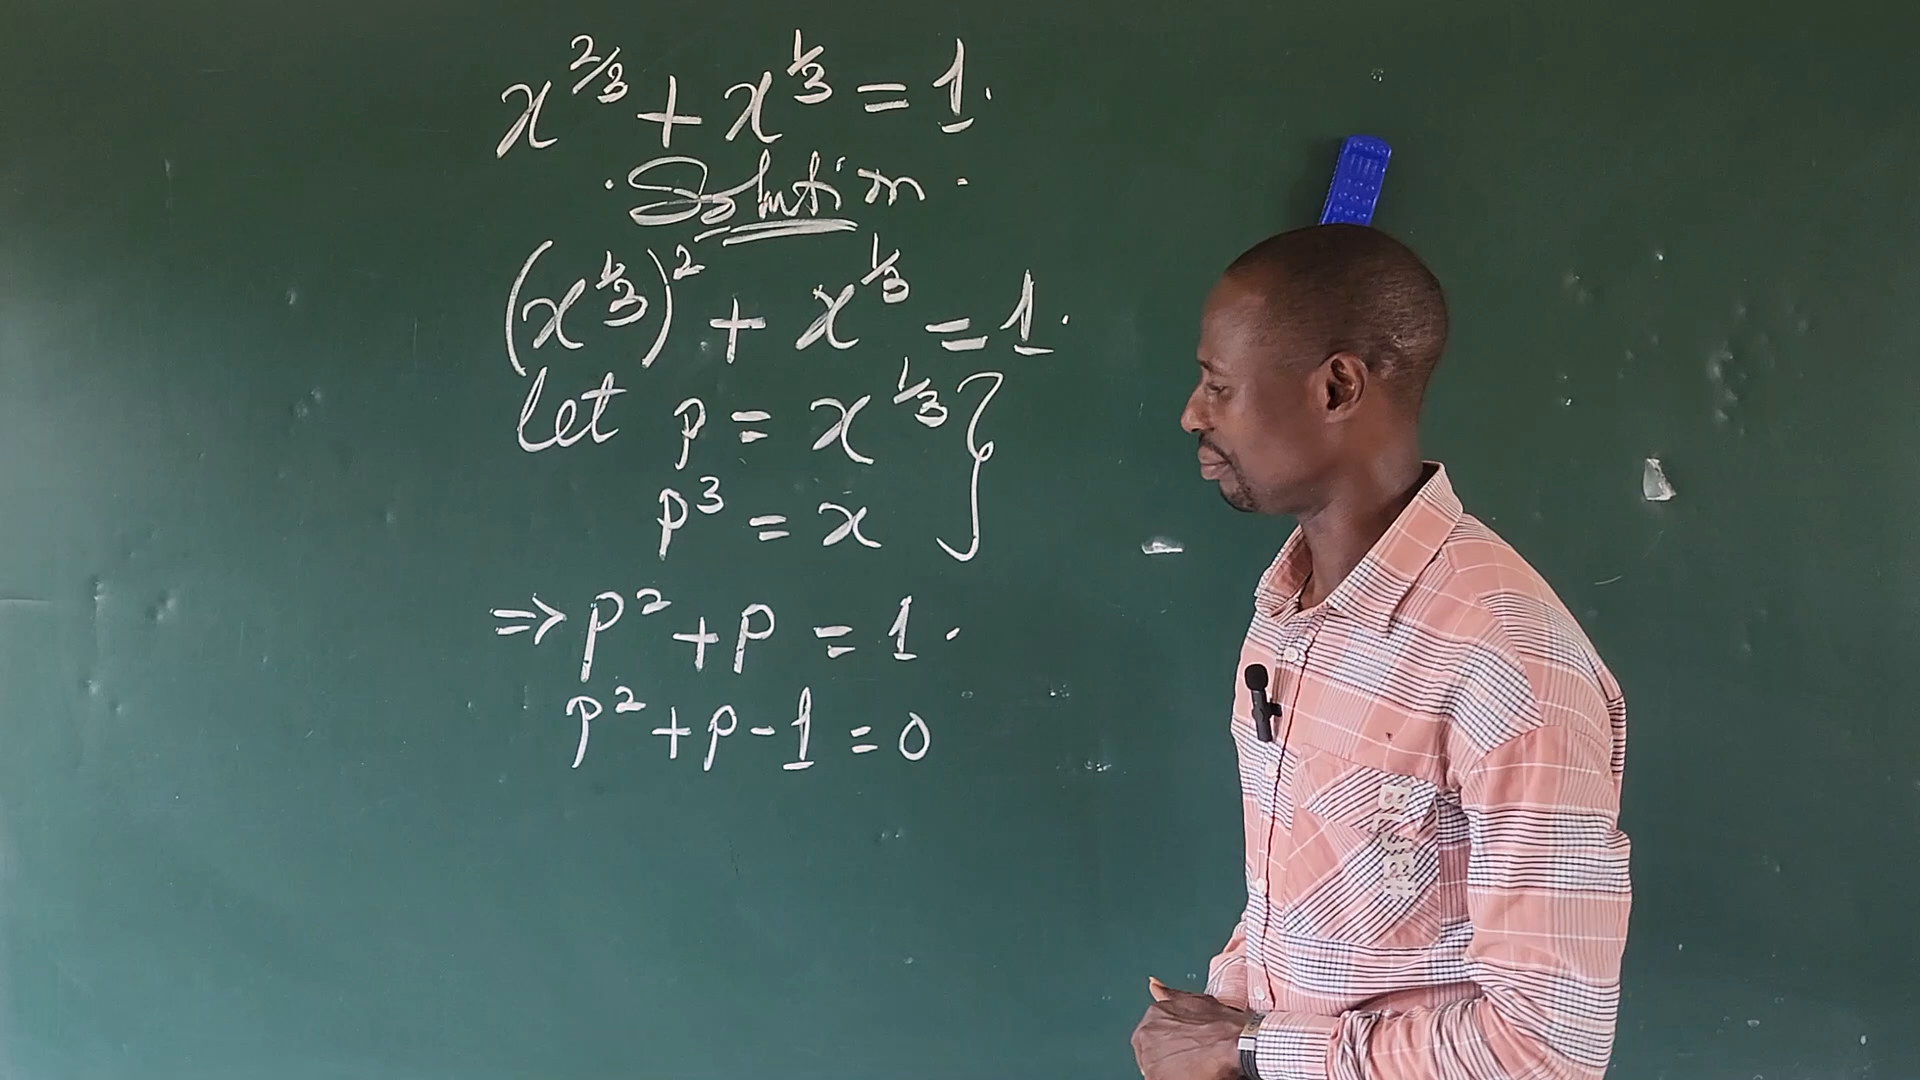 x^{2/3} + x^{1/3} = 1.
. Solution .
(x^{1/3})^2 + x^{1/3} = 1.
let p = x^{1/3} }
p^3 = x
⇒ p^2 + p = 1.
p^2 + p - 1 = 0